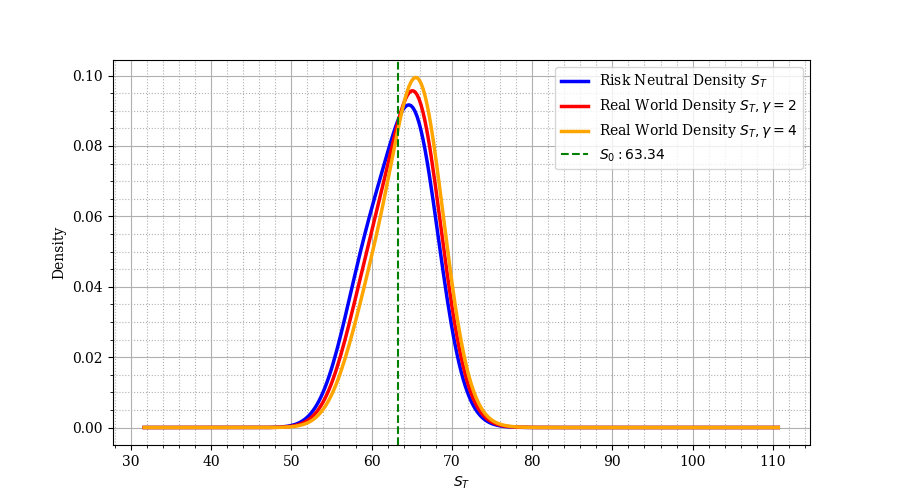 0.10
0.08
0.06
0.04
0.02
0.00
Density
30 40 50 60 70 80 90 100 110
S_T
Risk Neutral Density S_T
Real World Density S_T, γ = 2
Real World Density S_T, γ = 4
S_0 : 63.34